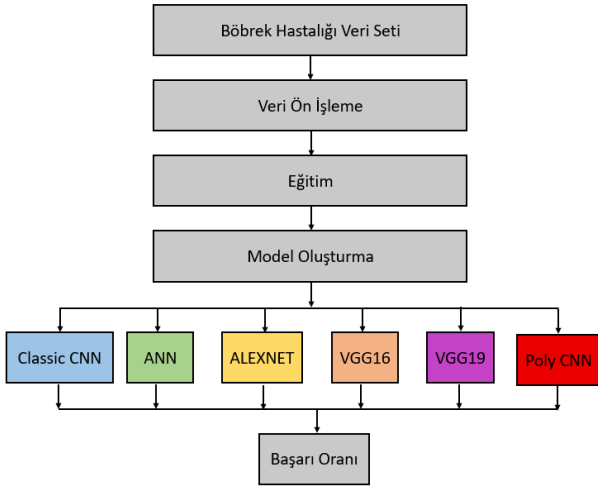 Böbrek Hastalığı Veri Seti
Veri Ön İşleme
Eğitim
Model Oluşturma
Classic CNN
ANN
ALEXNET
VGG16
VGG19
Poly CNN
Başarı Oranı